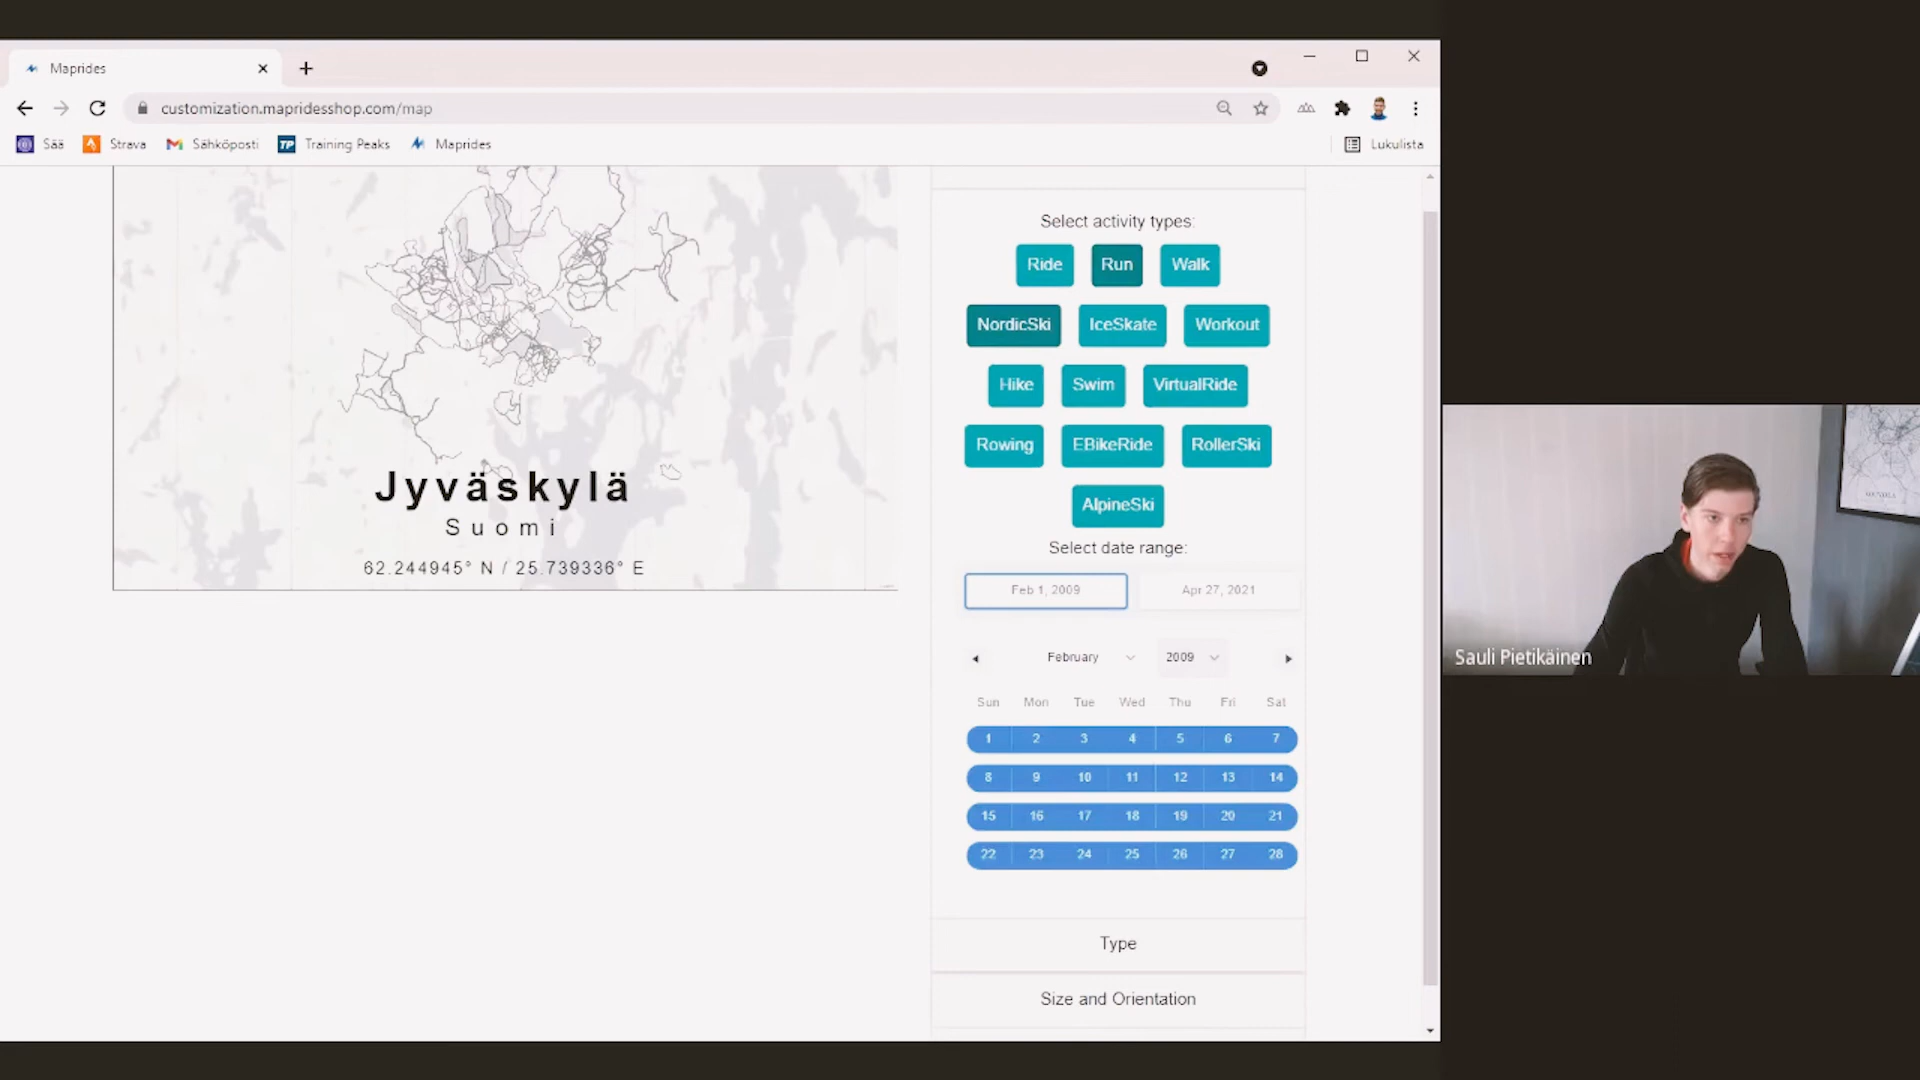 Maprides
customization.mapridesshop.com/map
Sää
Strava
Sähköposti
TP Training Peaks
Maprides
Lukulista
Jyväskylä
Suomi
62.244945° N / 25.739336° E
Select activity types:
Ride Run Walk
NordicSki IceSkate Workout
Hike Swim VirtualRide
Rowing EBikeRide RollerSki
AlpineSki
Select date range:
Feb 1, 2009 Apr 27, 2021
February 2009
Sun Mon Tue Wed Thu Fri Sat
1 2 3 4 5 6 7
8 9 10 11 12 13 14
15 16 17 18 19 20 21
22 23 24 25 26 27 28
Type
Size and Orientation
Sauli Pietikäinen